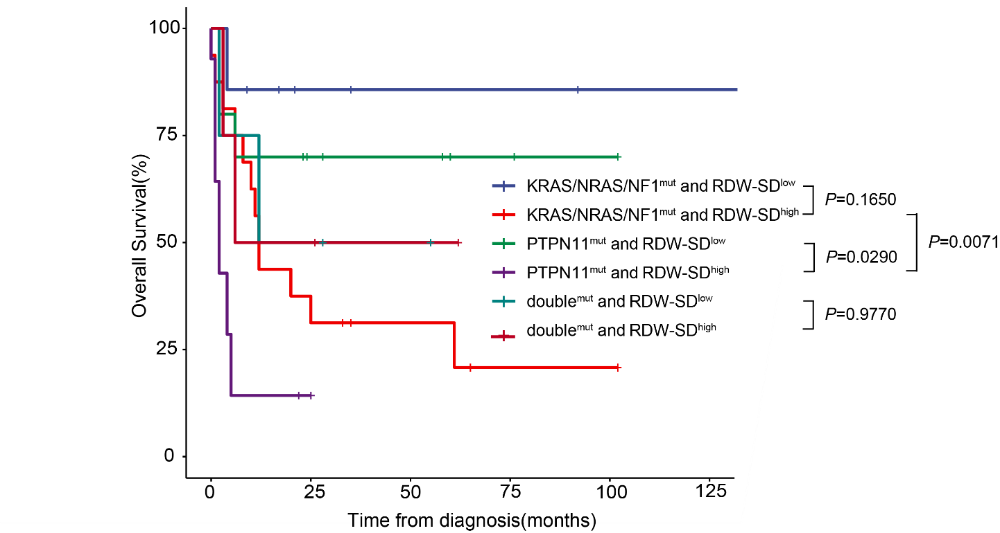 100
75
50
25
0
Overall Survival(%)
0 25 50 75 100 125
Time from diagnosis(months)
KRAS/NRAS/NF1mut and RDW-SDlow
KRAS/NRAS/NF1mut and RDW-SDhigh
PTPN11mut and RDW-SDlow
PTPN11mut and RDW-SDhigh
doublemut and RDW-SDlow
doublemut and RDW-SDhigh
P=0.1650
P=0.0290
P=0.9770
P=0.0071